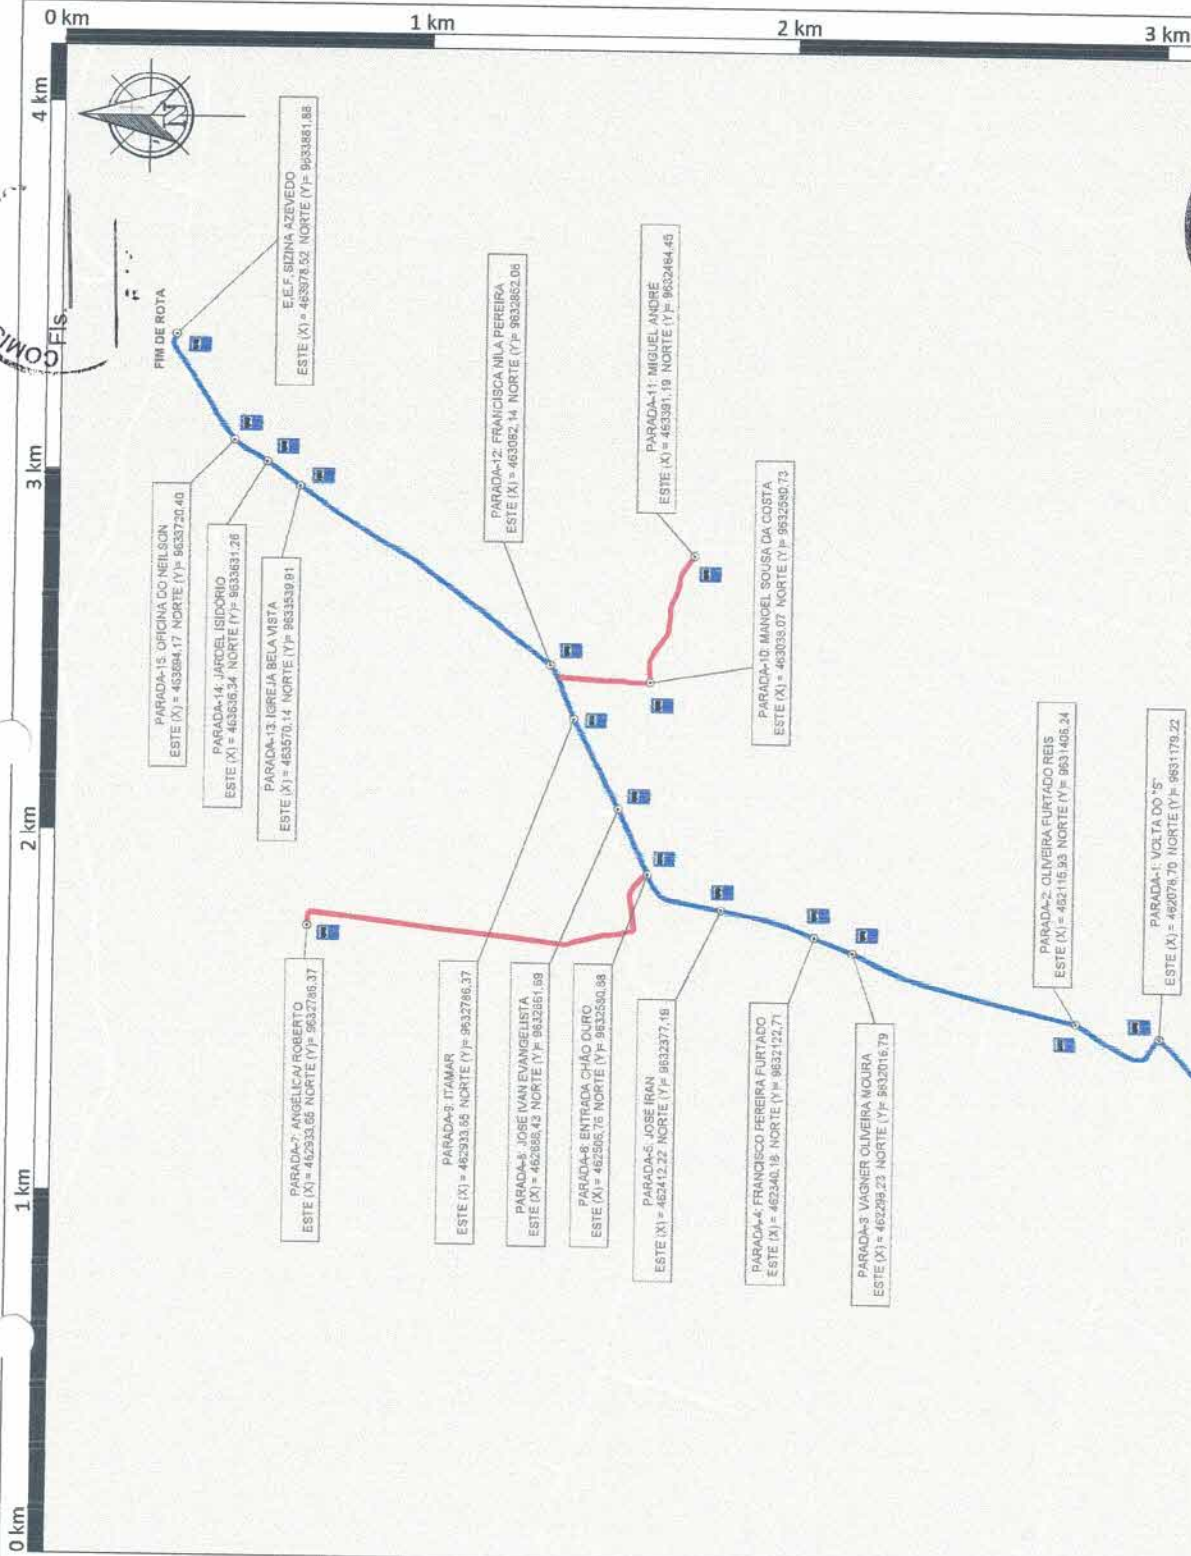 0 km
1 km
2 km
3 km
4 km
3 km
2 km
1 km
0 km
Fls.
N
FIM DE ROTA
E.E.F. SIZINA AZEVEDO
ESTE (X) = 463978,52 NORTE (Y)= 9633881,88
PARADA-15: OFICINA DO NEILSON
ESTE (X) = 463694,17 NORTE (Y)= 9633720,40
PARADA-14: JARDEL ISIDÓRIO
ESTE (X) = 463636,34 NORTE (Y)= 9633631,26
PARADA-13: IGREJA BELA VISTA
ESTE (X) = 463570,14 NORTE (Y)= 9633539,91
PARADA-12: FRANCISCA NILA PEREIRA
ESTE (X) = 463082,14 NORTE (Y)= 9632852,06
PARADA-11: MIGUEL ANDRÉ
ESTE (X) = 463391,19 NORTE (Y)= 9632464,45
PARADA-10: MANOEL SOUSA DA COSTA
ESTE (X) = 463038,07 NORTE (Y)= 9632580,73
PARADA-7: ANGÉLICA/ ROBERTO
ESTE (X) = 462933,65 NORTE (Y)= 9632786,37
PARADA-9: ITAMAR
ESTE (X) = 462933,65 NORTE (Y)= 9632786,37
PARADA-8: JOSÉ IVAN EVANGELISTA
ESTE (X) = 462688,43 NORTE (Y)= 9632661,69
PARADA-6: ENTRADA CHÃO DURO
ESTE (X) = 462506,75 NORTE (Y)= 9632580,88
PARADA-5: JOSÉ IRAN
ESTE (X) = 462412,22 NORTE (Y)= 9632377,18
PARADA-4: FRANCISCO PEREIRA FURTADO
ESTE (X) = 462340,18 NORTE (Y)= 9632122,71
PARADA-3: VAGNER OLIVEIRA MOURA
ESTE (X) = 462298,23 NORTE (Y)= 9632016,79
PARADA-2: OLIVEIRA FURTADO REIS
ESTE (X) = 462115,93 NORTE (Y)= 9631406,24
PARADA-1: VOLTA DO "S"
ESTE (X) = 462078,70 NORTE (Y)= 9631179,22